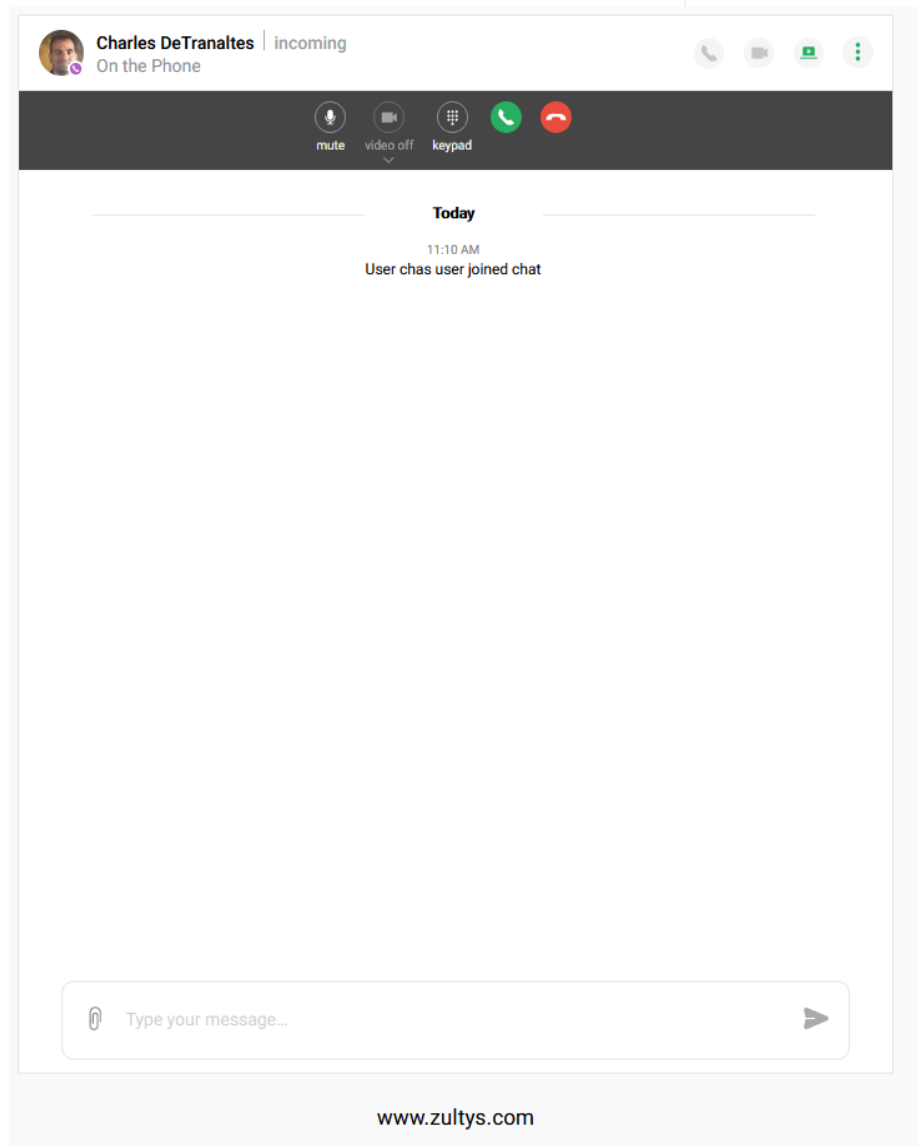 Charles DeTranaltes incoming
On the Phone
mute video off keypad
Today
11:10 AM
User chas user joined chat
Type your message...
www.zultys.com